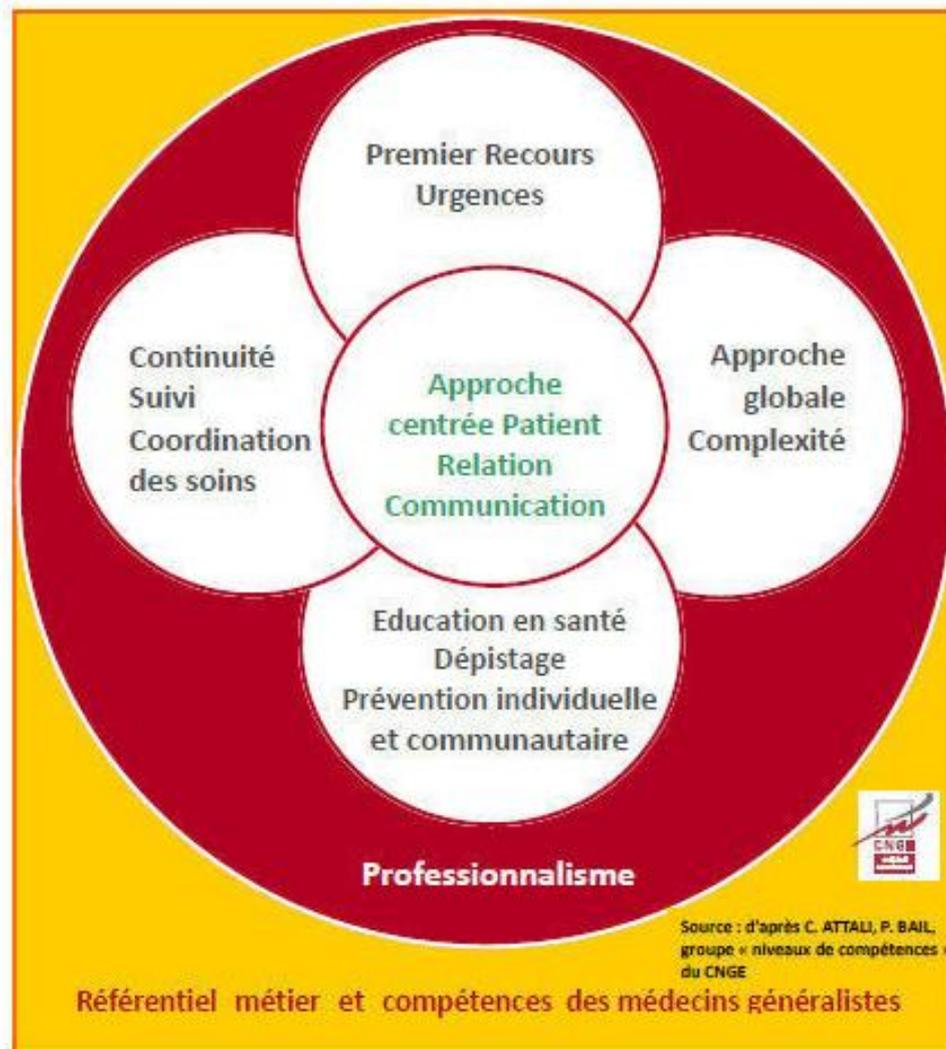 Premier Recours
Urgences
Continuité
Suivi
Coordination
des soins
Approche
centrée Patient
Relation
Communication
Approche
globale
Complexité
Education en santé
Dépistage
Prévention individuelle
et communautaire
Professionnalisme
CNGE
Source : d'après C. ATTALI, P. BAIL,
groupe « niveaux de compétences »
du CNGE
Référentiel métier et compétences des médecins généralistes